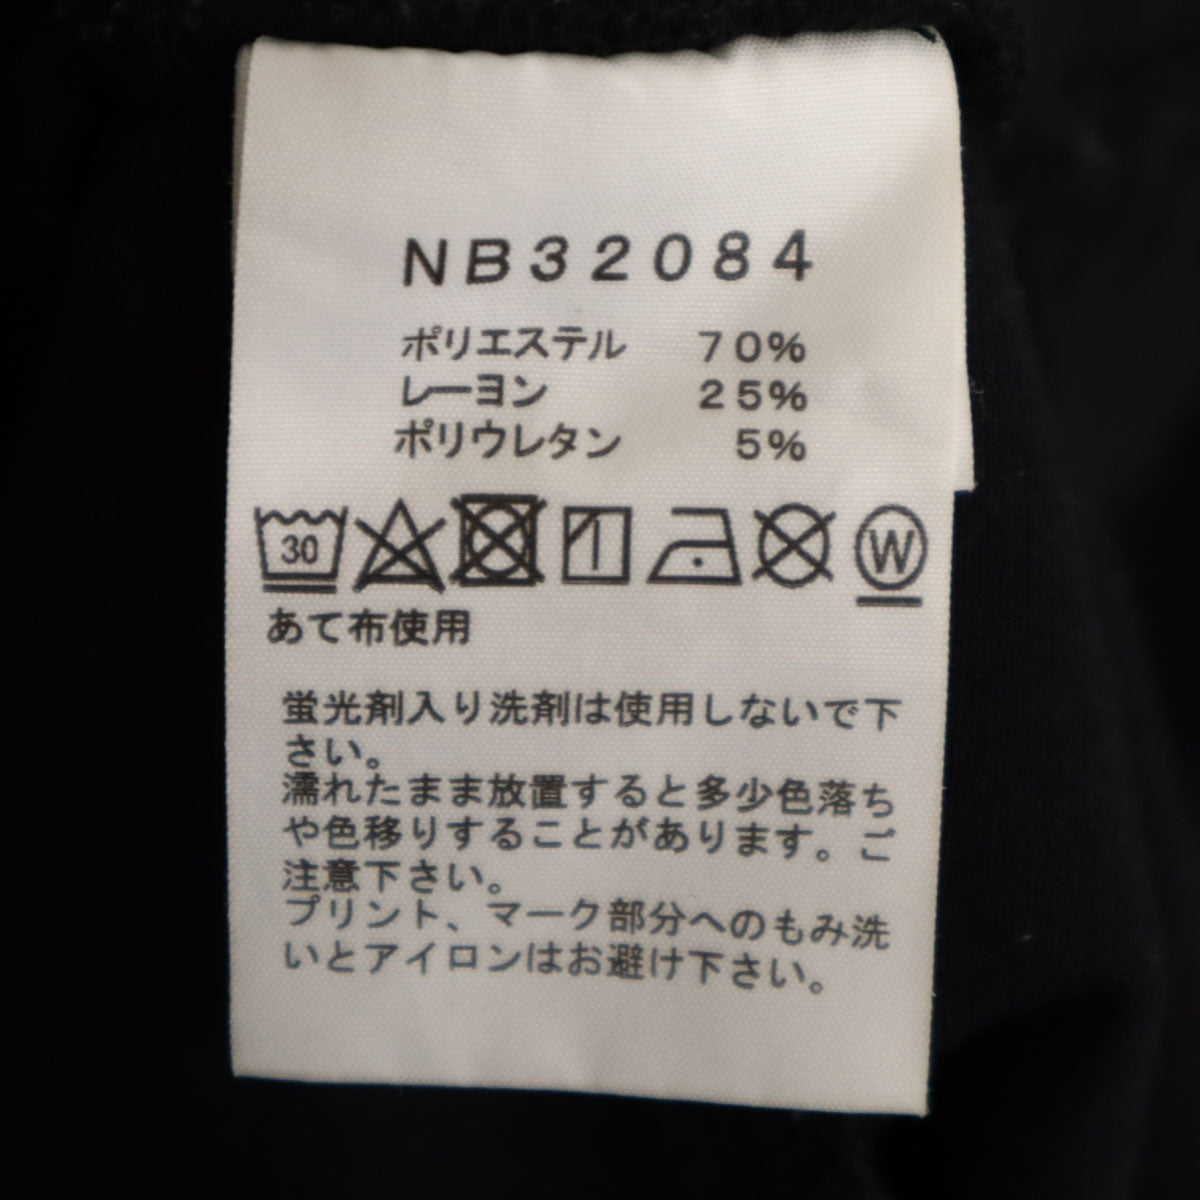 NB32084
ポリエステル 70%
レーヨン 25%
ポリウレタン 5%
30 W
あて布使用
蛍光剤入り洗剤は使用しないで下
さい。
濡れたまま放置すると多少色落ち
や色移りすることがあります。ご
注意下さい。
プリント、マーク部分へのもみ洗
いとアイロンはお避け下さい。